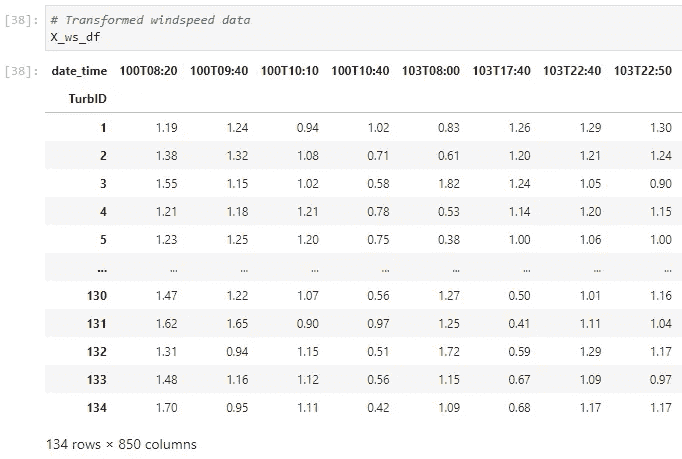 [38]: # Transformed windspeed data
X_ws_df
[38]: date_time 100T08:20 100T09:40 100T10:10 100T10:40 103T08:00 103T17:40 103T22:40 103T22:50
TurbID
1 1.19 1.24 0.94 1.02 0.83 1.26 1.29 1.30
2 1.38 1.32 1.08 0.71 0.61 1.20 1.21 1.24
3 1.55 1.15 1.02 0.58 1.82 1.24 1.05 0.90
4 1.21 1.18 1.21 0.78 0.53 1.14 1.20 1.15
5 1.23 1.25 1.20 0.75 0.38 1.00 1.06 1.00
... ... ... ... ... ... ... ... ...
130 1.47 1.22 1.07 0.56 1.27 0.50 1.01 1.16
131 1.62 1.65 0.90 0.97 1.25 0.41 1.11 1.04
132 1.31 0.94 1.15 0.51 1.72 0.59 1.29 1.17
133 1.48 1.16 1.12 0.56 1.15 0.67 1.09 0.97
134 1.70 0.95 1.11 0.42 1.09 0.68 1.17 1.17
134 rows × 850 columns